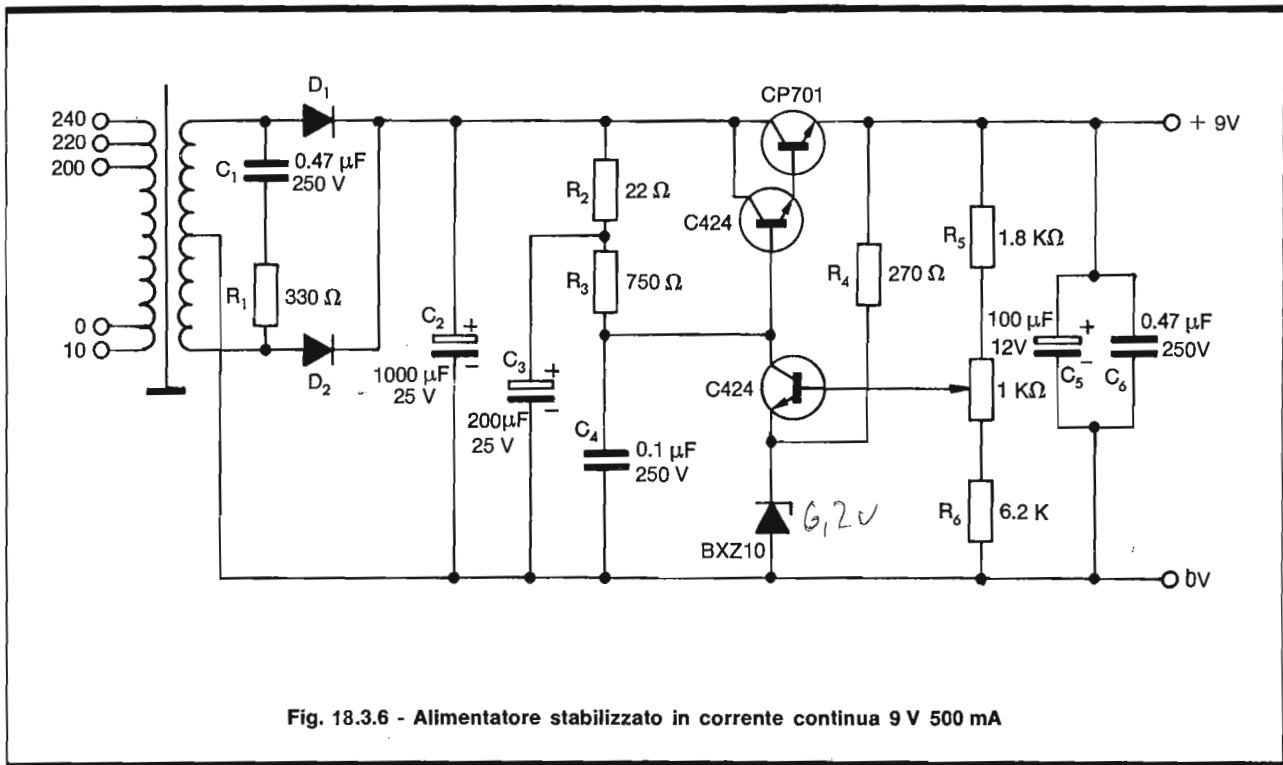 D1
CP701
+ 9V
240
220
200
C1
0.47 µF
250 V
R2
22 Ω
C424
R5
1.8 KΩ
R3
750 Ω
R4
270 Ω
R1
330 Ω
0
10
C2
+
-
1000 µF
25 V
D2
C3
+
-
200µF
25 V
C424
100 µF
12V
+
-
C5
0.47 µF
250V
C6
1 KΩ
C4
0.1 µF
250 V
6,2v
R6
6.2 K
BXZ10
0V
Fig. 18.3.6 - Alimentatore stabilizzato in corrente continua 9 V 500 mA